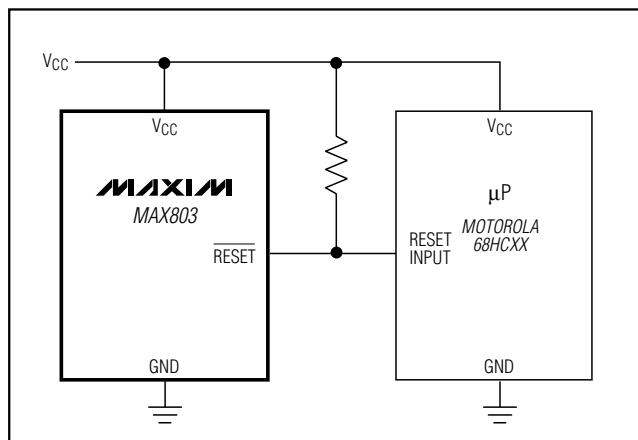 VCC
VCC
MAXIM
MAX803
RESET
GND
VCC
µP
MOTOROLA
68HCXX
RESET
INPUT
GND